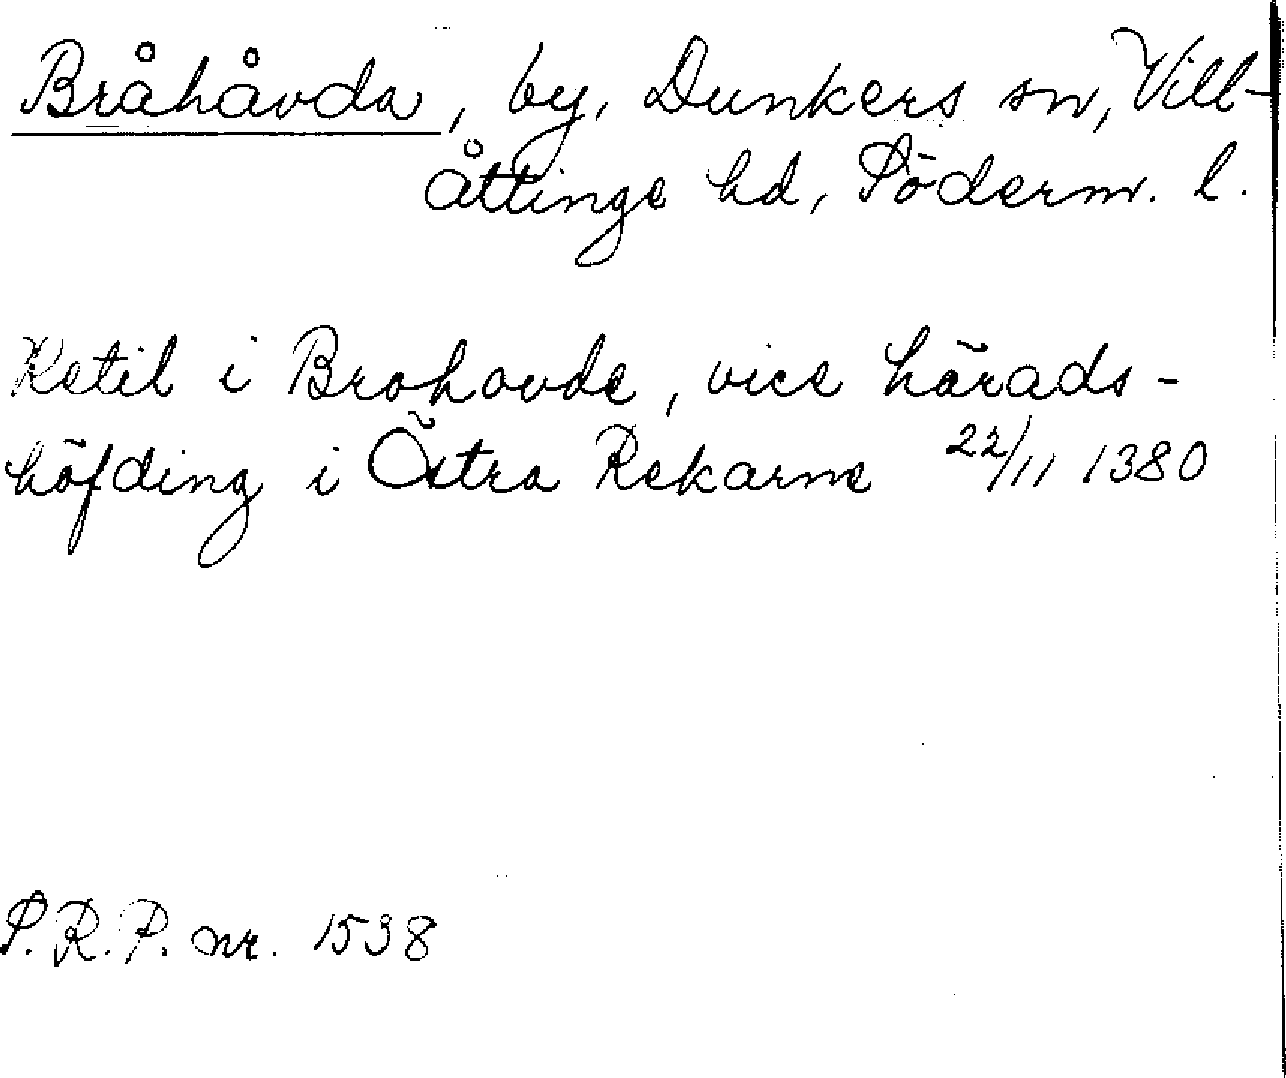 Bråhåvda, by, Dunkers sn, Vill-
åttinge hd, Söderm. l.
Ketil i Brohovde, vice härads-
höfding i Östra Rekarne 22/11 1380
S.R.P. nr. 1538